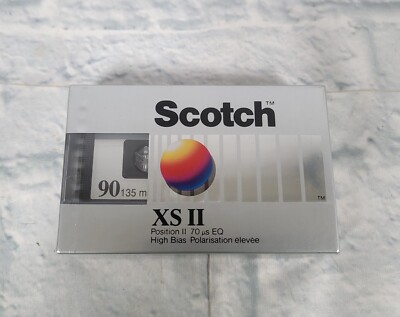 Scotch™
90 135 m
™
XS II
Position II 70 µs EQ
High Bias Polarisation élevée